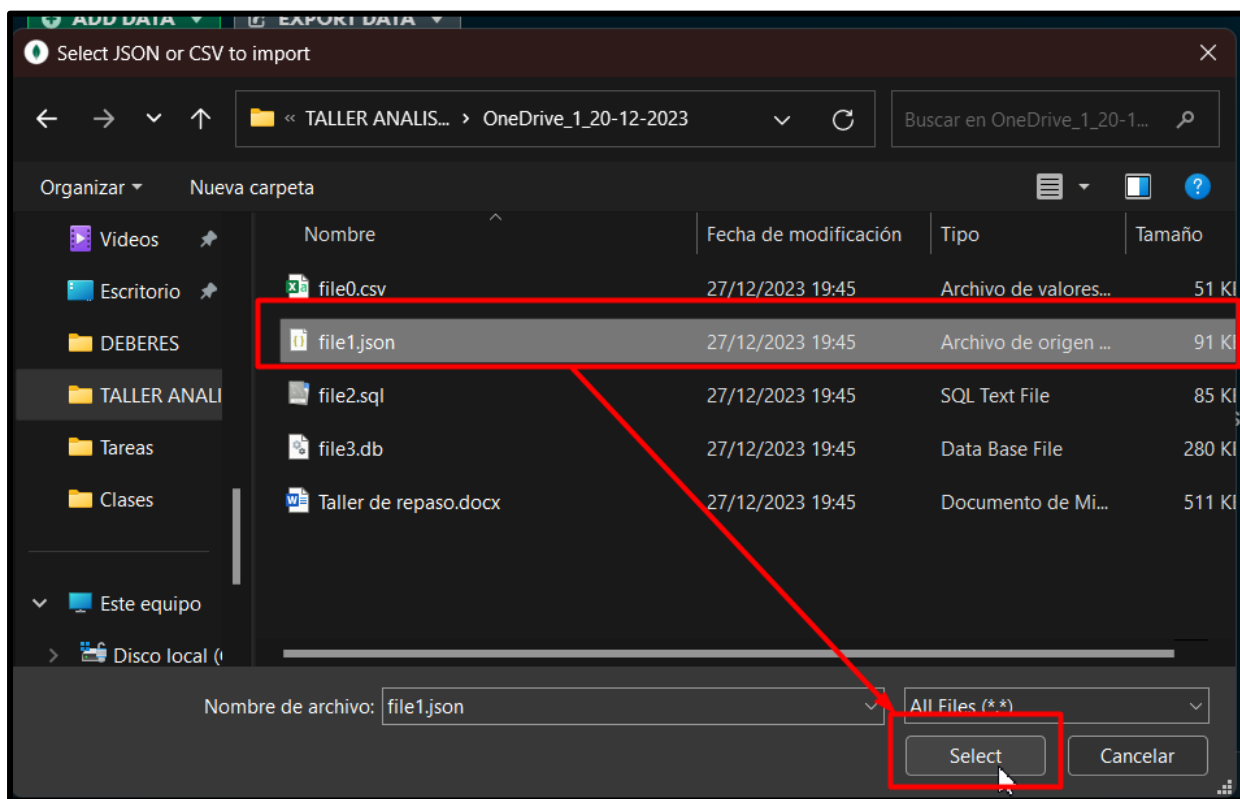 ADD DATA EXPORT DATA
Select JSON or CSV to import
« TALLER ANALIS... > OneDrive_1_20-12-2023 Buscar en OneDrive_1_20-1...
Organizar Nueva carpeta
Nombre Fecha de modificación Tipo Tamaño
Videos
Escritorio
DEBERES
TALLER ANALI
Tareas
Clases
Este equipo
Disco local (
file0.csv 27/12/2023 19:45 Archivo de valores... 51 K
file1.json 27/12/2023 19:45 Archivo de origen ... 91 K
file2.sql 27/12/2023 19:45 SQL Text File 85 K
file3.db 27/12/2023 19:45 Data Base File 280 K
Taller de repaso.docx 27/12/2023 19:45 Documento de Mi... 511 K
Nombre de archivo: file1.json All Files (*.*)
Select Cancelar